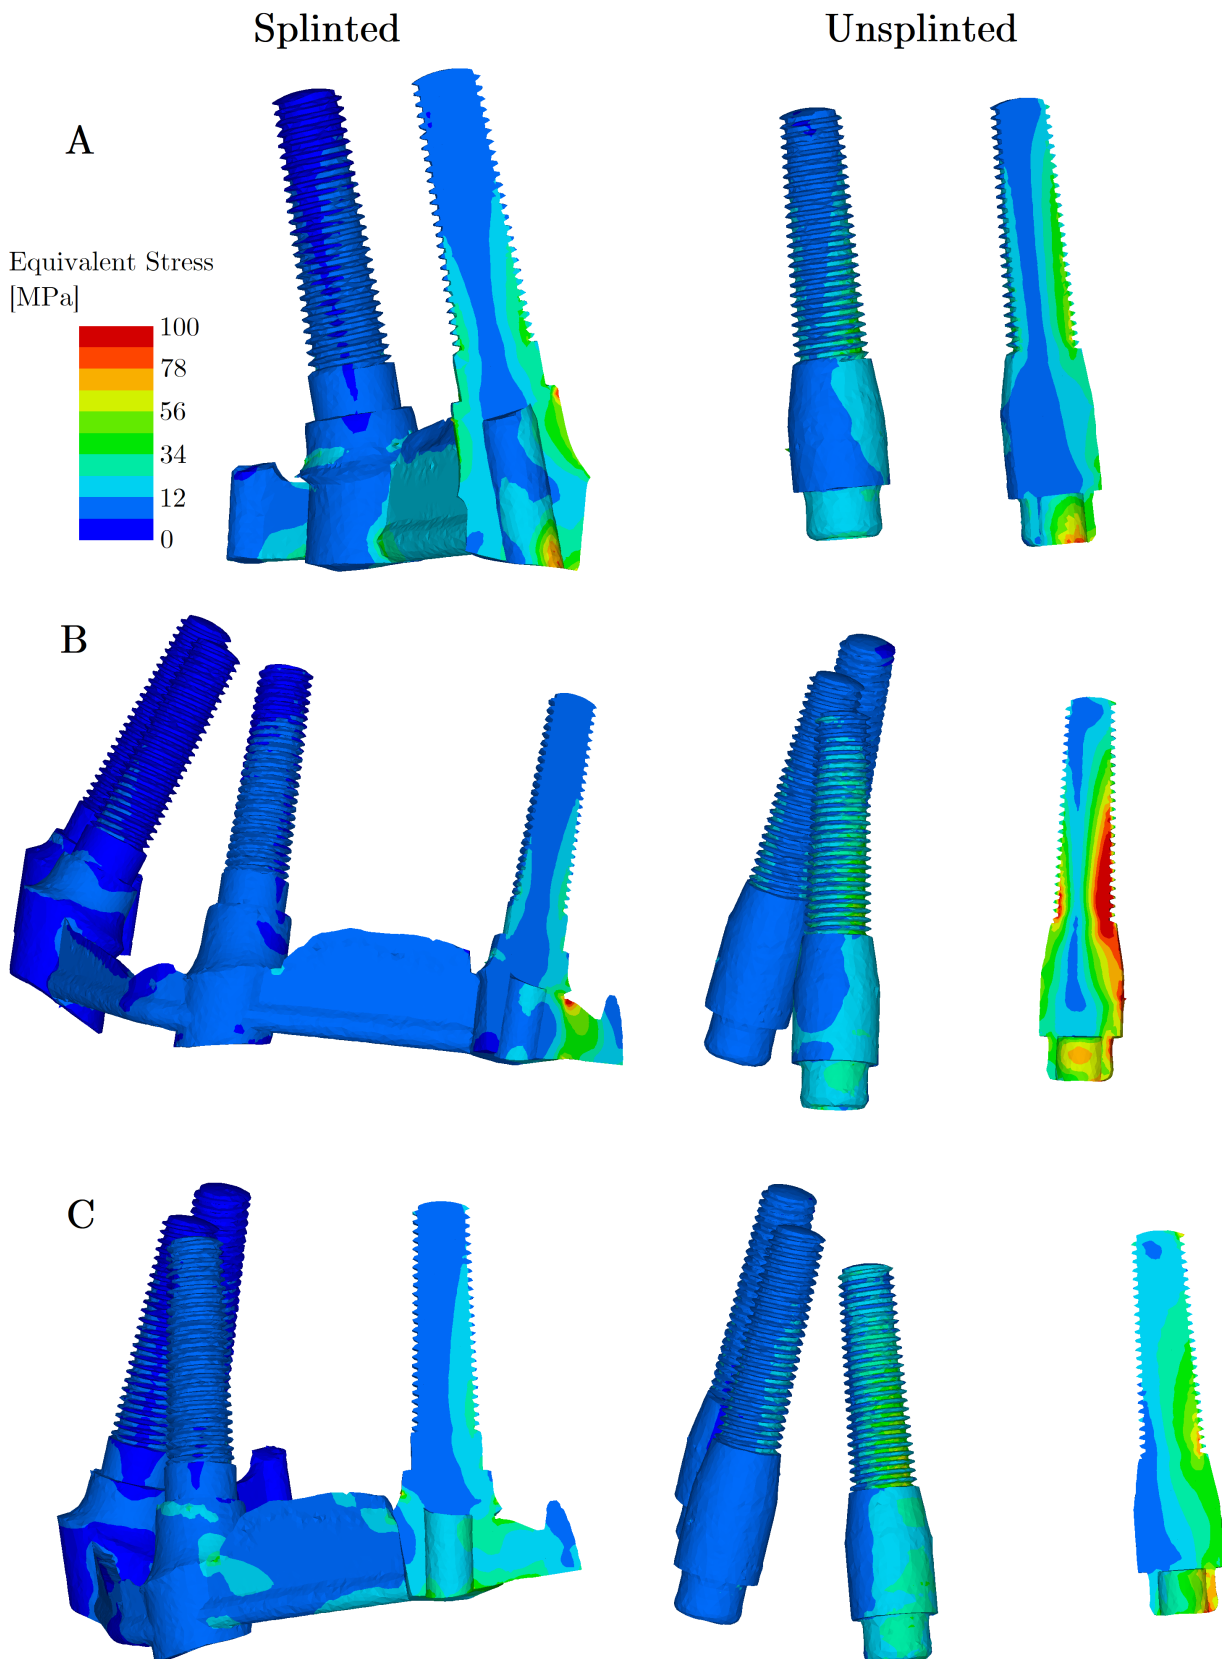 Splinted
Unsplinted
A
Equivalent Stress
[MPa]
100
78
56
34
12
0
B
C